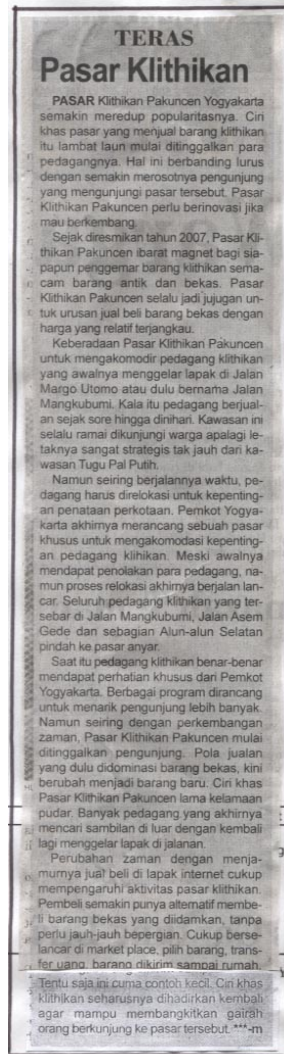 TERAS
Pasar Klithikan
PASAR Klithikan Pakuncen Yogyakarta
semakin meredup popularitasnya. Ciri
khas pasar yang menjual barang klithikan
itu lambat laun mulai ditinggalkan para
pedagangnya. Hal ini berbanding lurus
dengan semakin merosotnya pengunjung
yang mengunjungi pasar tersebut. Pasar
Klithikan Pakuncen perlu berinovasi jika
mau berkembang.
Sejak diresmikan tahun 2007, Pasar Kli-
thikan Pakuncen ibarat magnet bagi sia-
papun penggemar barang klithikan sema-
cam barang antik dan bekas. Pasar
Klithikan Pakuncen selalu jadi jujugan un-
tuk urusan jual beli barang bekas dengan
harga yang relatif terjangkau.
Keberadaan Pasar Klithikan Pakuncen
untuk mengakomodir pedagang klithikan
yang awalnya menggelar lapak di Jalan
Margo Utomo atau dulu bernama Jalan
Mangkubumi. Kala itu pedagang berjual-
an sejak sore hingga dinihari. Kawasan ini
selalu ramai dikunjungi warga apalagi le-
taknya sangat strategis tak jauh dari ka-
wasan Tugu Pal Putih.
Namun seiring berjalannya waktu, pe-
dagang harus direlokasi untuk kepenting-
an penataan perkotaan. Pemkot Yogya-
karta akhirnya merancang sebuah pasar
khusus untuk mengakomodasi kepenting-
an pedagang klihikan. Meski awalnya
mendapat penolakan para pedagang, na-
mun proses relokasi akhirnya berjalan lan-
car. Seluruh pedagang klithikan yang ter-
sebar di Jalan Mangkubumi, Jalan Asem
Gede dan sebagian Alun-alun Selatan
pindah ke pasar anyar.
Saat itu pedagang klithikan benar-benar
mendapat perhatian khusus dari Pemkot
Yogyakarta. Berbagai program dirancang
untuk menarik pengunjung lebih banyak.
Namun seiring dengan perkembangan
zaman, Pasar Klithikan Pakuncen mulai
ditinggalkan pengunjung. Pola jualan
yang dulu didominasi barang bekas, kini
berubah menjadi barang baru. Ciri khas
Pasar Klithikan Pakuncen lama kelamaan
pudar. Banyak pedagang yang akhirnya
mencari sambilan di luar dengan kembali
lagi menggelar lapak di jalanan.
Perubahan zaman dengan menja-
murnya jual beli di lapak internet cukup
mempengaruhi aktivitas pasar klithikan.
Pembeli semakin punya alternatif membe-
li barang bekas yang diidamkan, tanpa
perlu jauh-jauh bepergian. Cukup berse-
lancar di market place, pilih barang, trans-
fer uang, barang dikirim sampai rumah.
Tentu saja ini cuma contoh kecil. Ciri khas
klithikan seharusnya dihadirkan kembali
agar mampu membangkitkan gairah
orang berkunjung ke pasar tersebut. ***-m